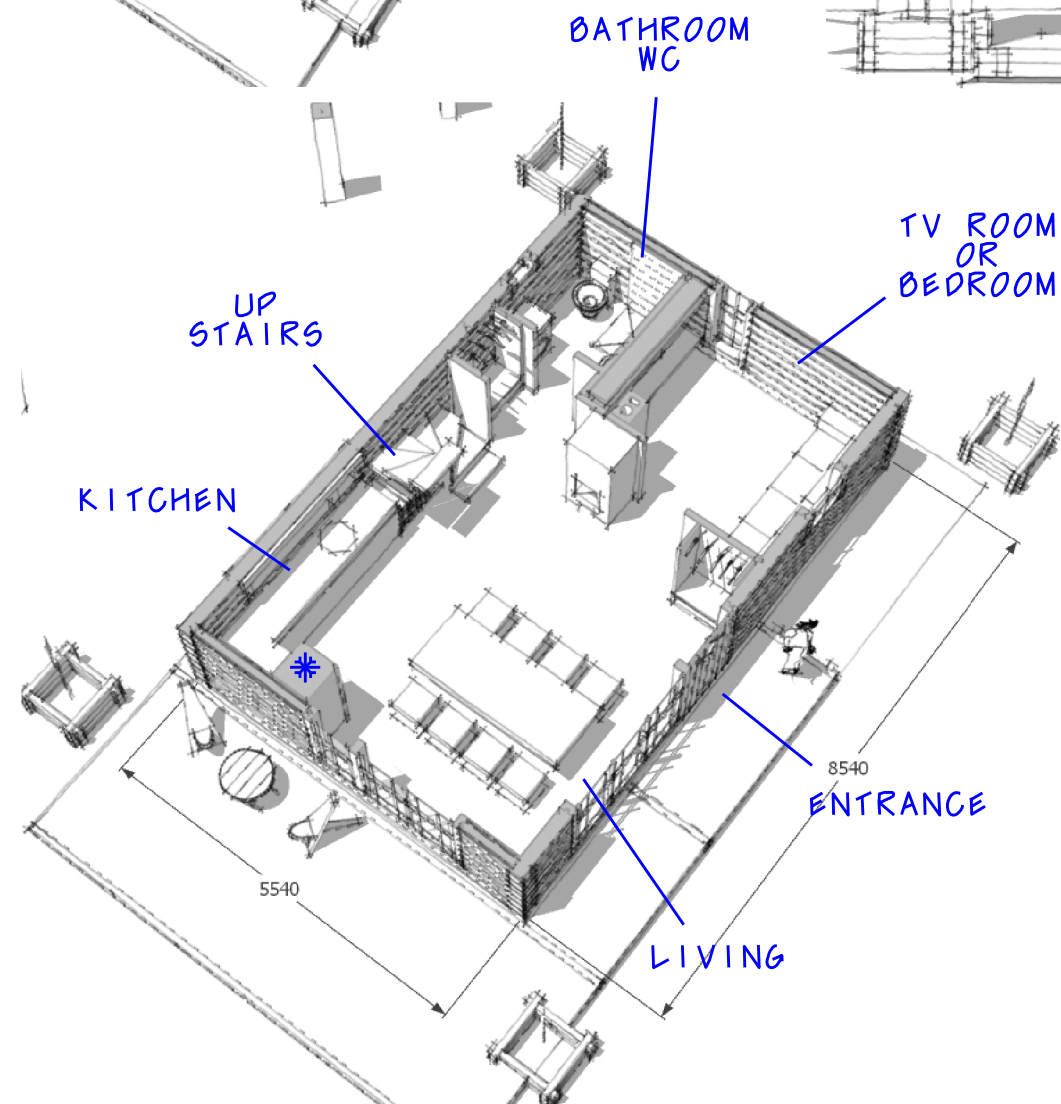 BATHROOM
WC
TV ROOM
OR
BEDROOM
UP
STAIRS
KITCHEN
8540
ENTRANCE
5540
LIVING